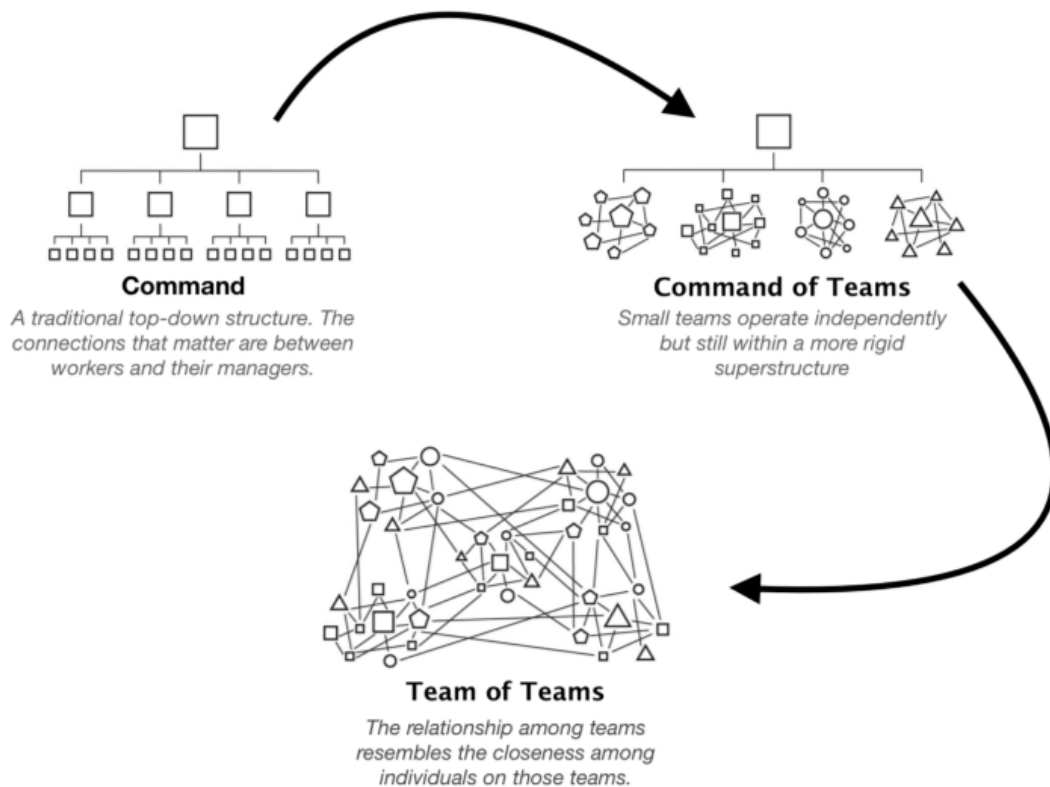 Command
A traditional top-down structure. The
connections that matter are between
workers and their managers.
Command of Teams
Small teams operate independently
but still within a more rigid
superstructure
Team of Teams
The relationship among teams
resembles the closeness among
individuals on those teams.